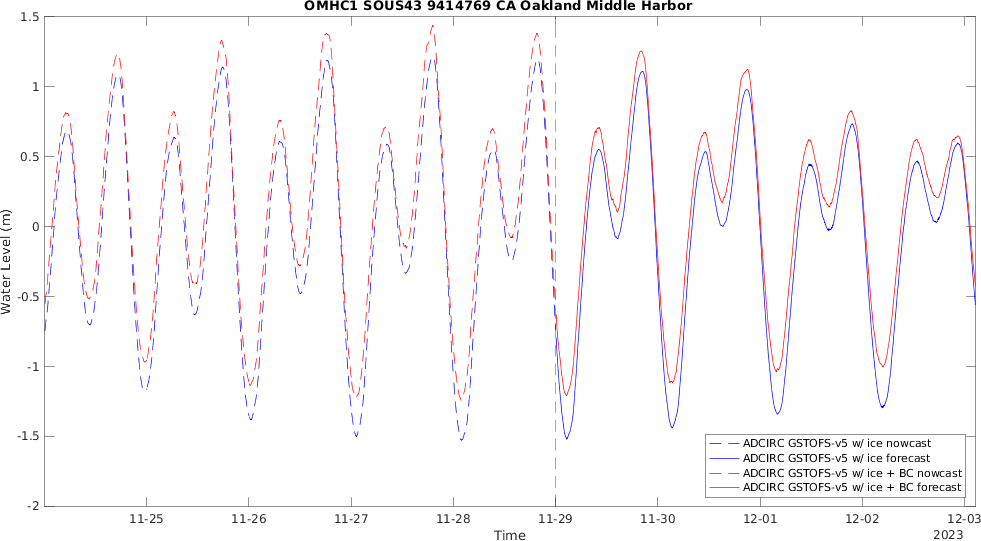 OMHC1 SOUS43 9414769 CA Oakland Middle Harbor
1.5
1
0.5
0
-0.5
-1
-1.5
-2
Water Level (m)
11-25 11-26 11-27 11-28 11-29 11-30 12-01 12-02 12-03
2023
Time
ADCIRC GSTOFS-v5 w/ ice nowcast
ADCIRC GSTOFS-v5 w/ ice forecast
ADCIRC GSTOFS-v5 w/ ice + BC nowcast
ADCIRC GSTOFS-v5 w/ ice + BC forecast